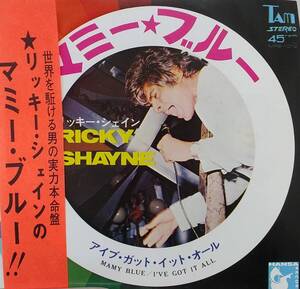 世界を駈ける男の実力本命盤
★リッキー・シェインの
マミー・ブルー!!
ミー★ブルー
ッキー・シェイン
RICKY
SHAYNE
アイブ・ガット・イット・オール
MAMY BLUE / I'VE GOT IT ALL
TAM
STEREO
45
HANSA